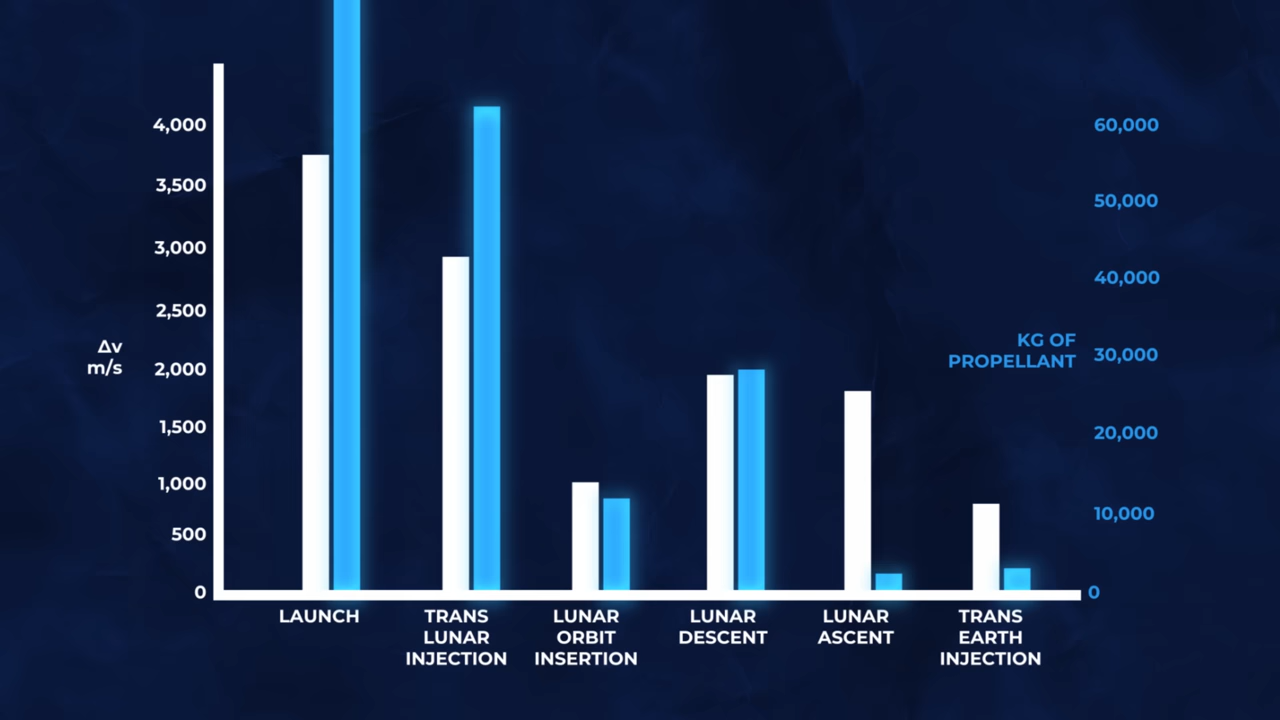 4,000
3,500
3,000
2,500
2,000
1,500
1,000
500
0
Δv
m/s
60,000
50,000
40,000
30,000
20,000
10,000
0
KG OF
PROPELLANT
LAUNCH
TRANS
LUNAR
INJECTION
LUNAR
ORBIT
INSERTION
LUNAR
DESCENT
LUNAR
ASCENT
TRANS
EARTH
INJECTION